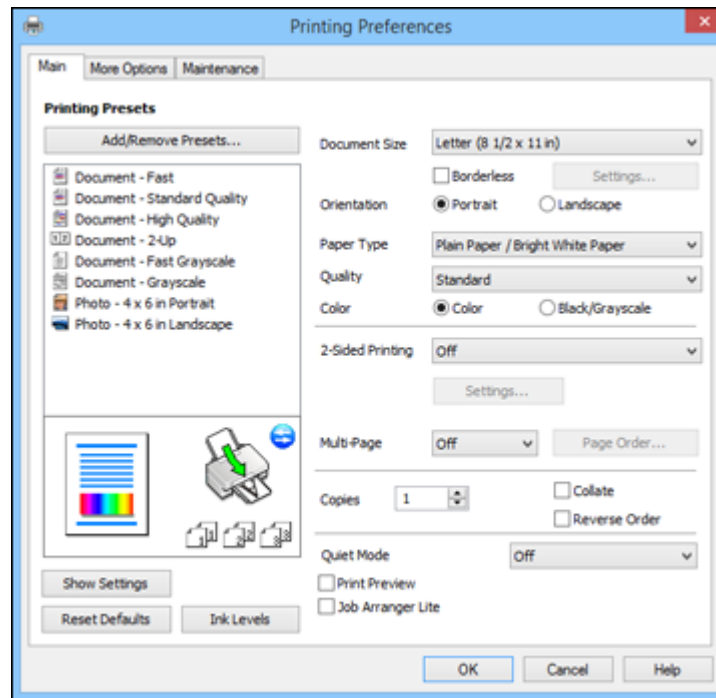 Printing Preferences
Main
More Options
Maintenance
Printing Presets
Add/Remove Presets...
Document - Fast
Document - Standard Quality
Document - High Quality
Document - 2-Up
Document - Fast Grayscale
Document - Grayscale
Photo - 4 x 6 in Portrait
Photo - 4 x 6 in Landscape
Show Settings
Reset Defaults
Ink Levels
Document Size
Letter (8 1/2 x 11 in)
Borderless
Settings...
Orientation
Portrait
Landscape
Paper Type
Plain Paper / Bright White Paper
Quality
Standard
Color
Color
Black/Grayscale
2-Sided Printing
Off
Settings...
Multi-Page
Off
Page Order...
Copies
1
Collate
Reverse Order
Quiet Mode
Off
Print Preview
Job Arranger Lite
OK
Cancel
Help